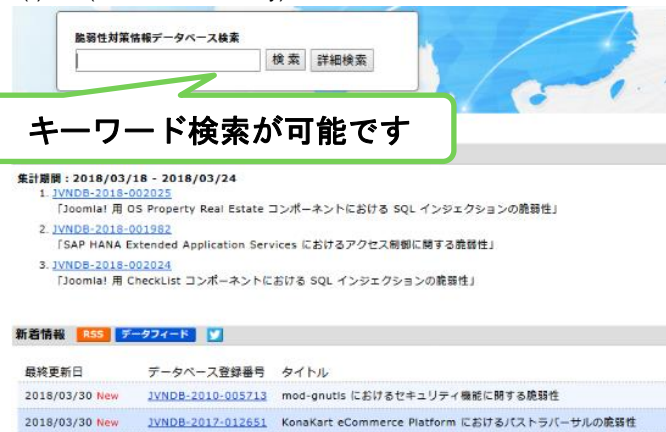 脆弱性対策情報データベース検索
検索 詳細検索
キーワード検索が可能です
集計期間：2018/03/18 - 2018/03/24
1. JVNDB-2018-002025
「Joomla! 用 OS Property Real Estate コンポーネントにおける SQL インジェクションの脆弱性」
2. JVNDB-2018-001982
「SAP HANA Extended Application Services におけるアクセス制御に関する脆弱性」
3. JVNDB-2018-002024
「Joomla! 用 CheckList コンポーネントにおける SQL インジェクションの脆弱性」
新着情報 RSS データフィード
最終更新日 データベース登録番号 タイトル
2018/03/30 New JVNDB-2010-005713 mod-gnutls におけるセキュリティ機能に関する脆弱性
2018/03/30 New JVNDB-2017-012651 KonaKart eCommerce Platform におけるパストラバーサルの脆弱性